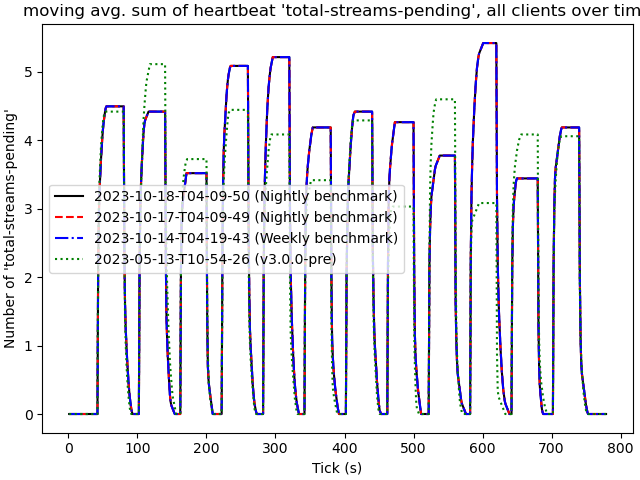 moving avg. sum of heartbeat 'total-streams-pending', all clients over tim
Number of 'total-streams-pending'
5
4
3
2
1
0
2023-10-18-T04-09-50 (Nightly benchmark)
2023-10-17-T04-09-49 (Nightly benchmark)
2023-10-14-T04-19-43 (Weekly benchmark)
2023-05-13-T10-54-26 (v3.0.0-pre)
0 100 200 300 400 500 600 700 800
Tick (s)